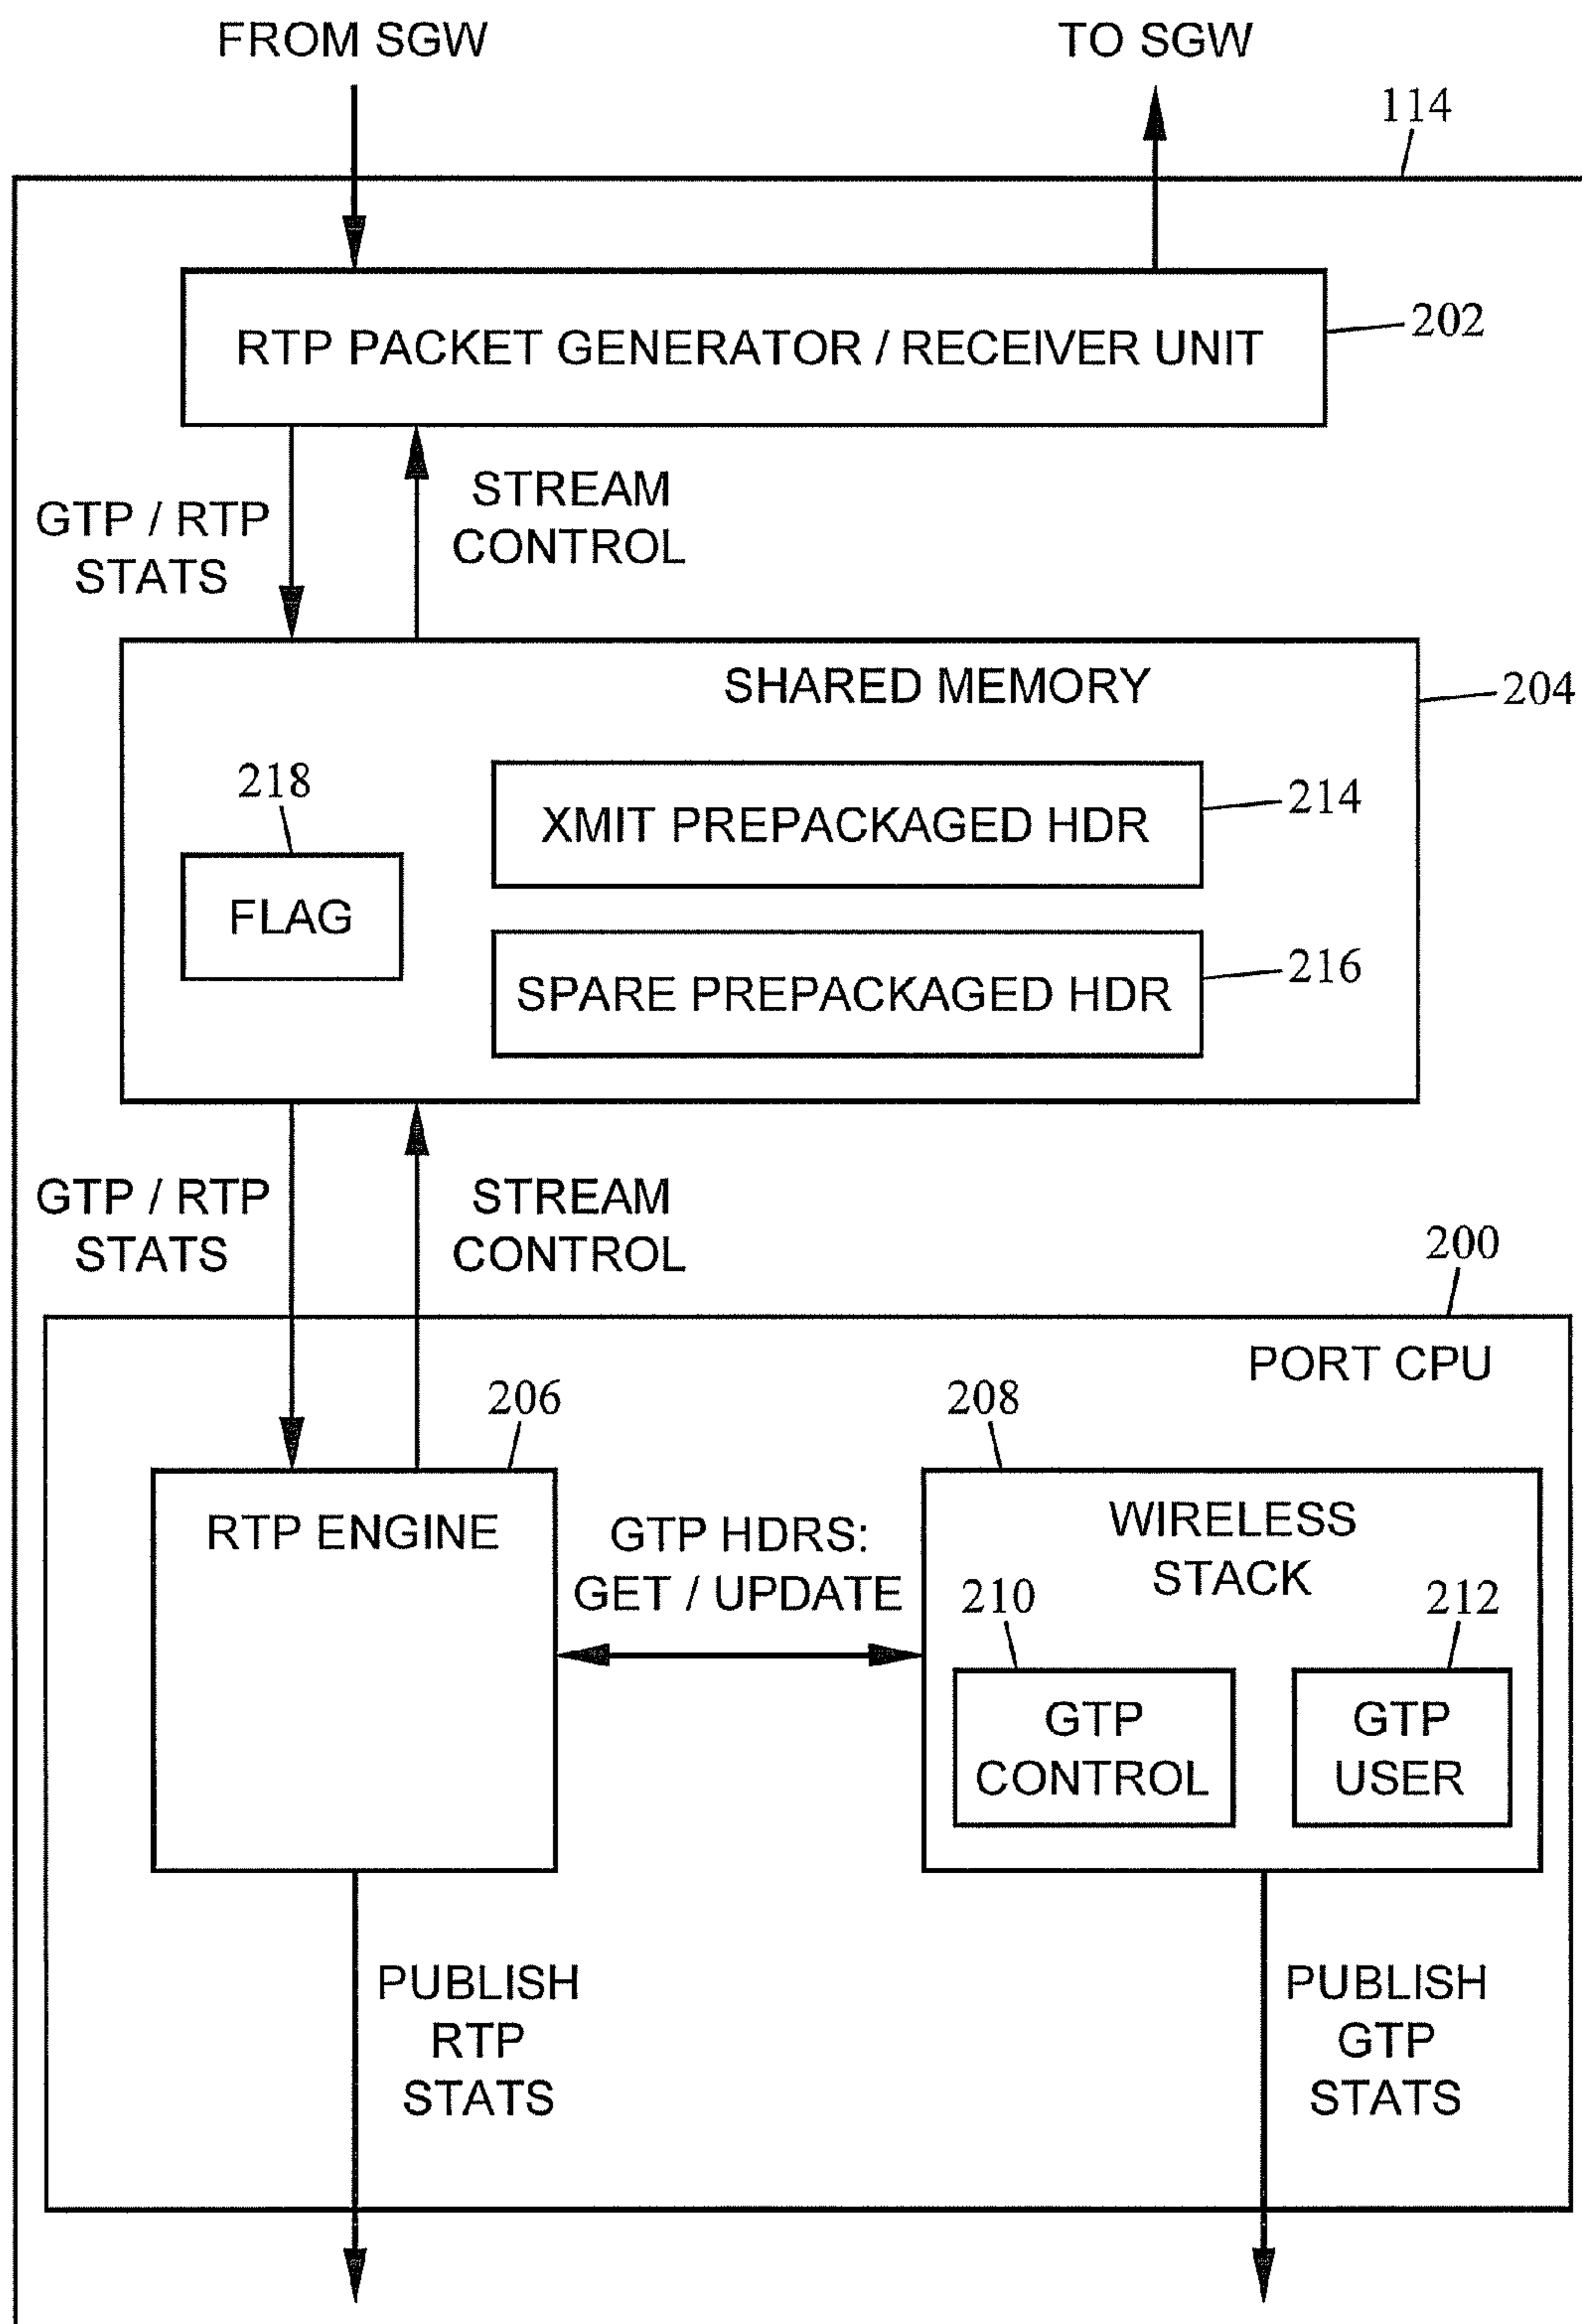 FROM SGW
TO SGW
114
RTP PACKET GENERATOR / RECEIVER UNIT
202
GTP / RTP
STATS
STREAM
CONTROL
SHARED MEMORY
204
218
FLAG
XMIT PREPACKAGED HDR
214
SPARE PREPACKAGED HDR
216
GTP / RTP
STATS
STREAM
CONTROL
200
PORT CPU
206
RTP ENGINE
GTP HDRS:
GET / UPDATE
208
WIRELESS
STACK
210
GTP
CONTROL
212
GTP
USER
PUBLISH
RTP
STATS
PUBLISH
GTP
STATS